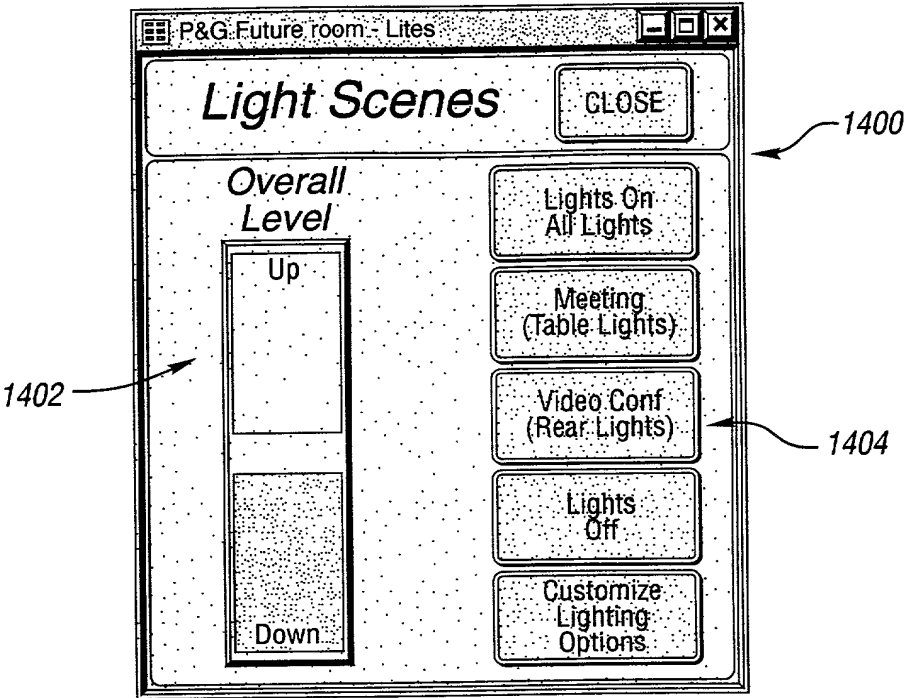 P&G Future room - Lites
Light Scenes
CLOSE
1400
Overall
Level
Up
Down
1402
Lights On
All Lights
Meeting
(Table Lights)
Video Conf
(Rear Lights)
1404
Lights
Off
Customize
Lighting
Options